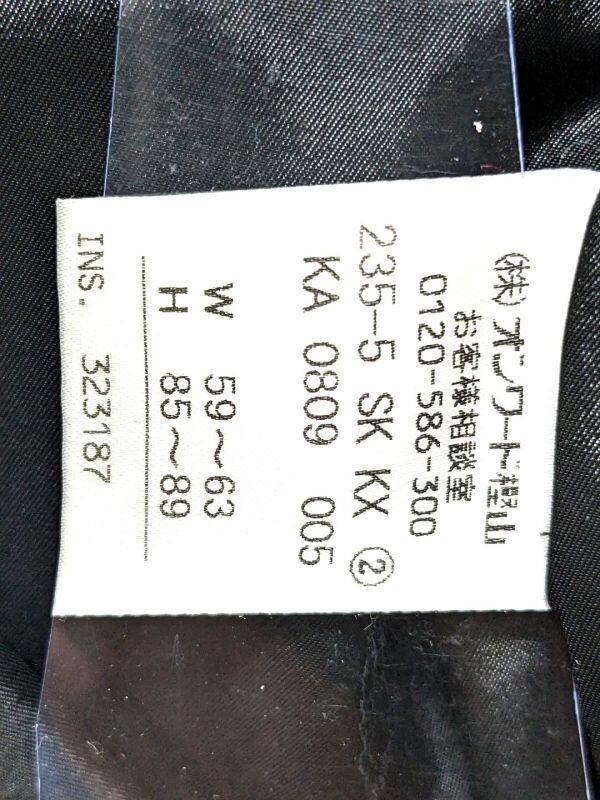 (株)オンワード樫山
お客様相談室
0120-586-300
235-5 SK KX ②
KA 0809 005
W 59～63
H 85～89
INS. 323187